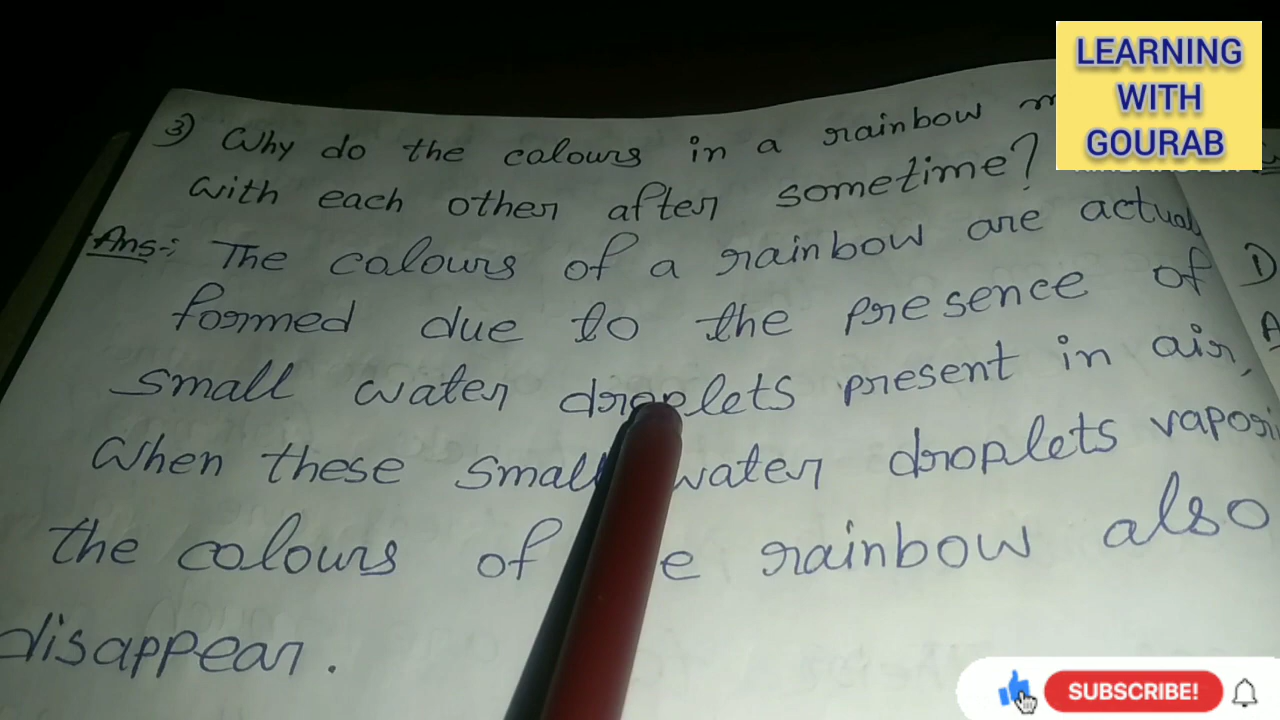 LEARNING
WITH
GOURAB
3) Why do the colours in a rainbow
with each other after sometime?
Ans:- The colours of a rainbow are actual
formed due to the presence of
small water droplets present in air,
When these small water droplets
the colours of rainbow also
disappear.
D
A
SUBSCRIBE!